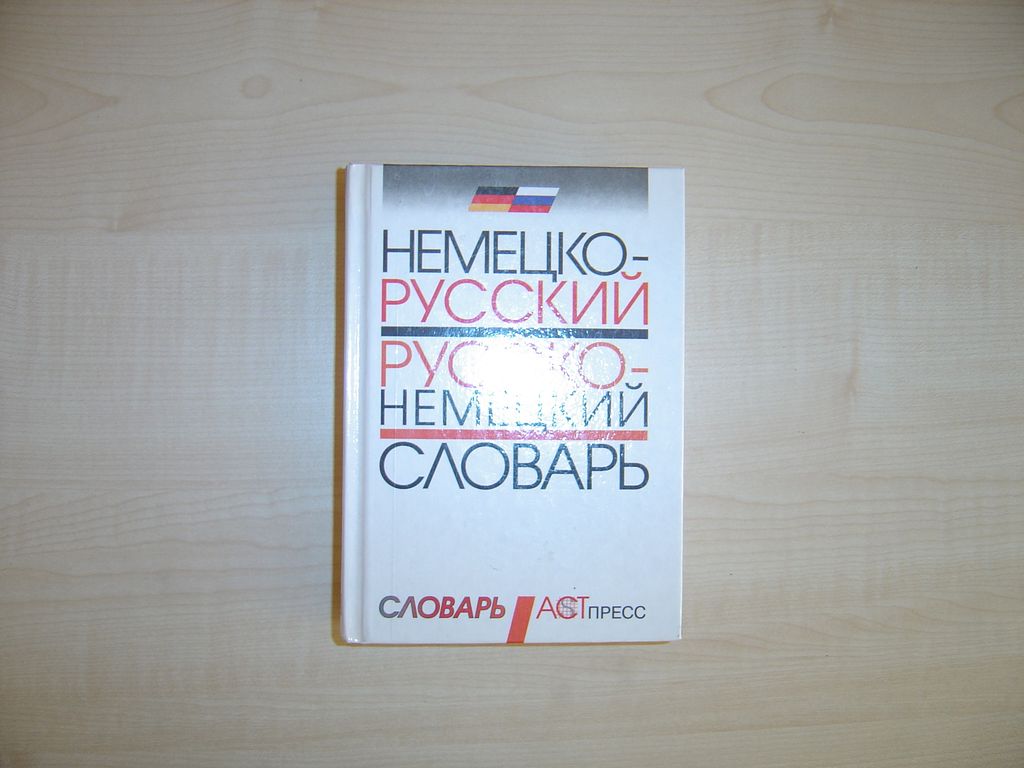 НЕМЕЦКО-
РУССКИЙ
РУССКО-
НЕМЕЦКИЙ
СЛОВАРЬ
СЛОВАРЬ АСТ ПРЕСС